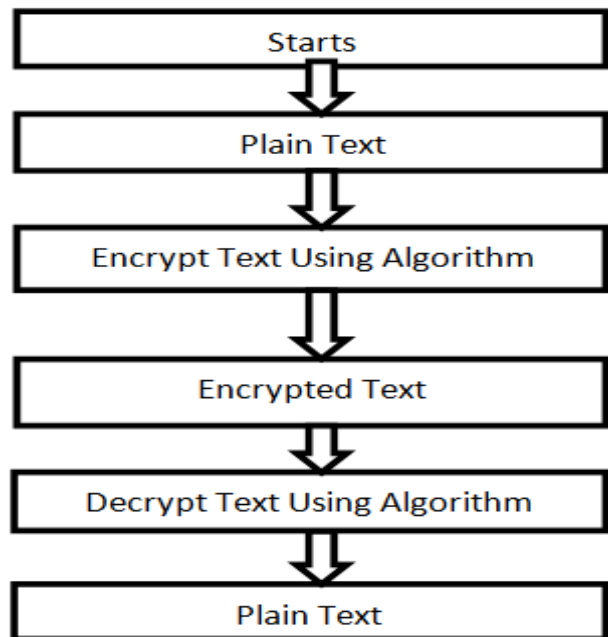 Starts
Plain Text
Encrypt Text Using Algorithm
Encrypted Text
Decrypt Text Using Algorithm
Plain Text